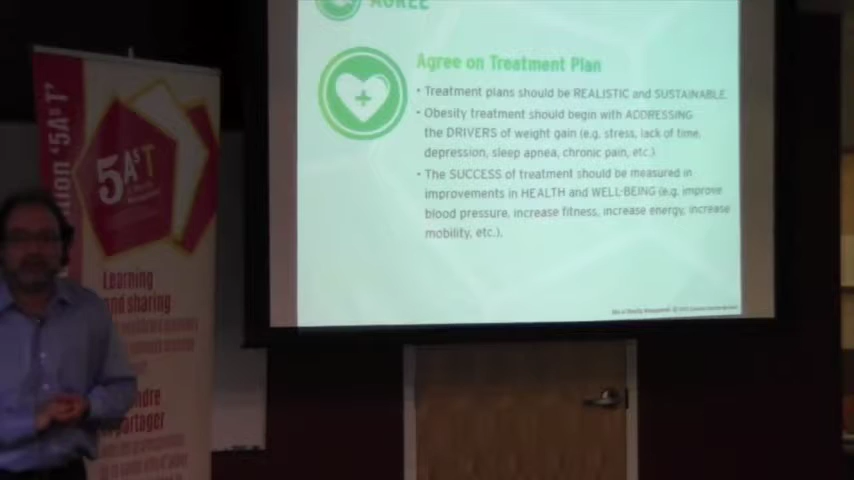 AGREE
Agree on Treatment Plan
• Treatment plans should be REALISTIC and SUSTAINABLE.
• Obesity treatment should begin with ADDRESSING
the DRIVERS of weight gain (e.g. stress, lack of time,
depression, sleep apnea, chronic pain, etc.)
• The SUCCESS of treatment should be measured in
improvements in HEALTH and WELL-BEING (e.g. improve
blood pressure, increase fitness, increase energy, increase
mobility, etc.).
'5AsT'
5AsT
Learning
and sharing
partager